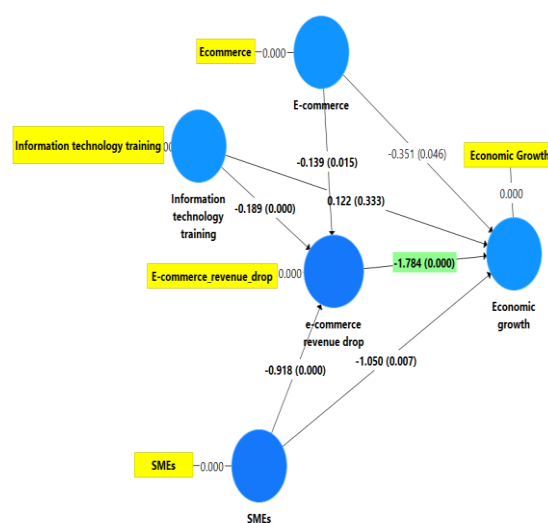 Ecommerce
0.000
E-commerce
Information technology training
Information
technology
training
-0.139 (0.015)
-0.351 (0.046)
Economic Growth
0.000
-0.189 (0.000)
0.122 (0.333)
E-commerce_revenue_drop
0.000
-1.784 (0.000)
e-commerce
revenue drop
Economic
growth
-0.918 (0.000)
-1.050 (0.007)
SMEs
0.000
SMEs